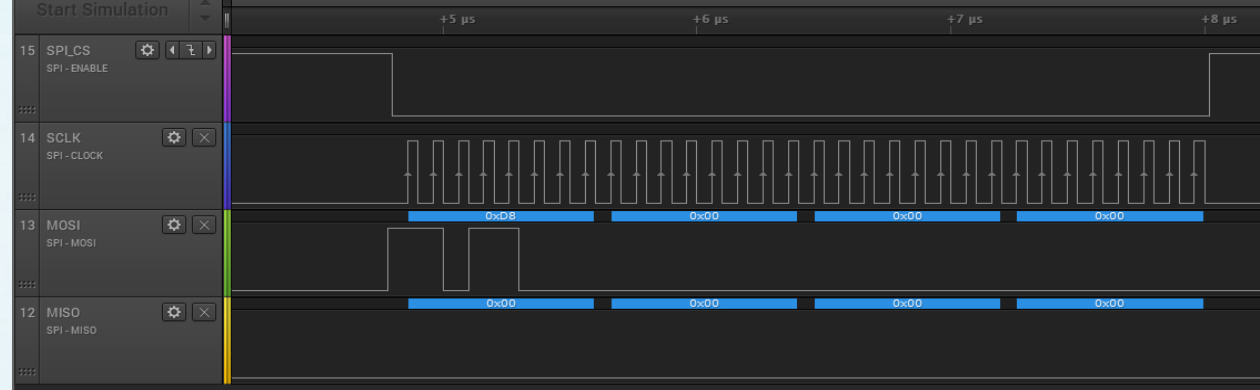 Start Simulation
+5 µs +6 µs +7 µs +8 µs
15 SPI_CS
SPI - ENABLE
14 SCLK
SPI - CLOCK
0xD8 0x00 0x00 0x00
13 MOSI
SPI - MOSI
0x00 0x00 0x00 0x00
12 MISO
SPI - MISO